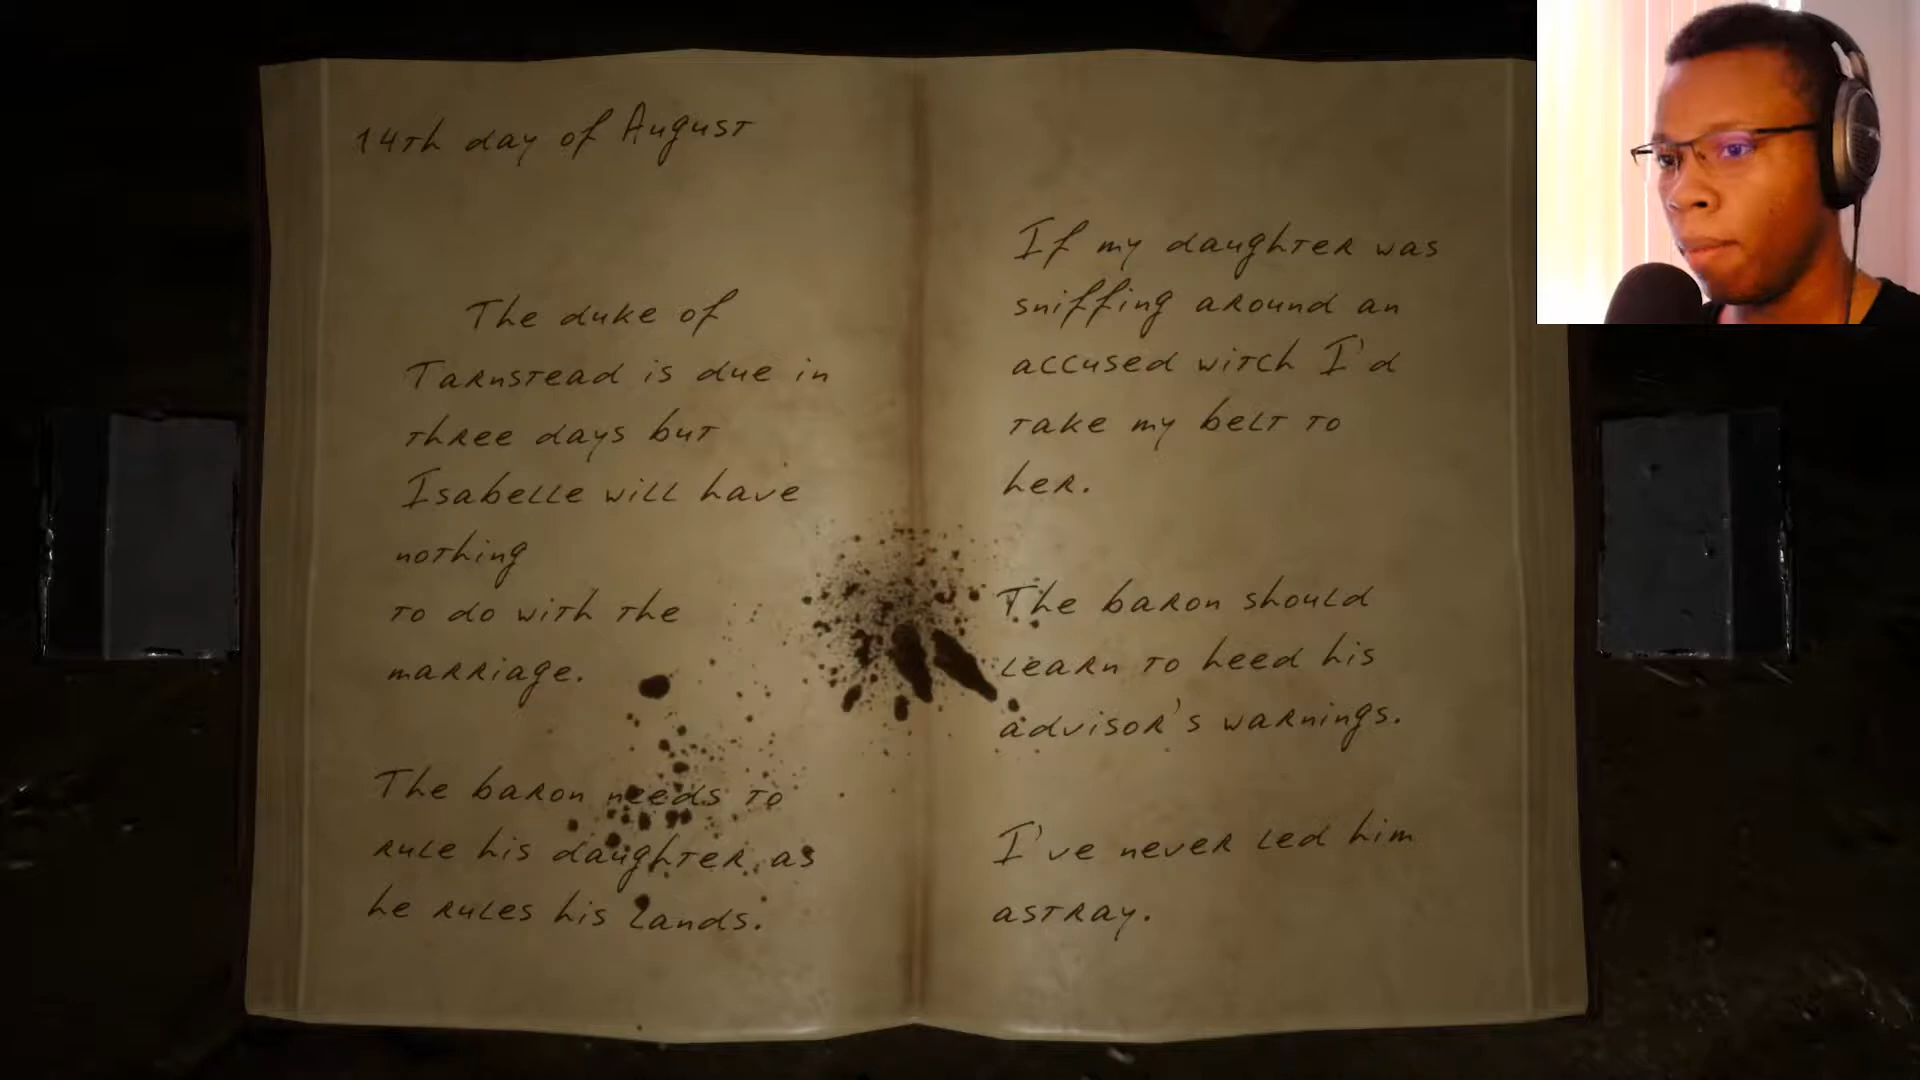 14th day of August
The duke of
Tarnstead is due in
three days but
Isabelle will have
nothing
to do with the
marriage.
The baron needs to
rule his daughter as
he rules his lands.
If my daughter was
sniffing around an
accused witch I'd
take my belt to
her.
The baron should
learn to heed his
advisor's warnings.
I've never led him
astray.